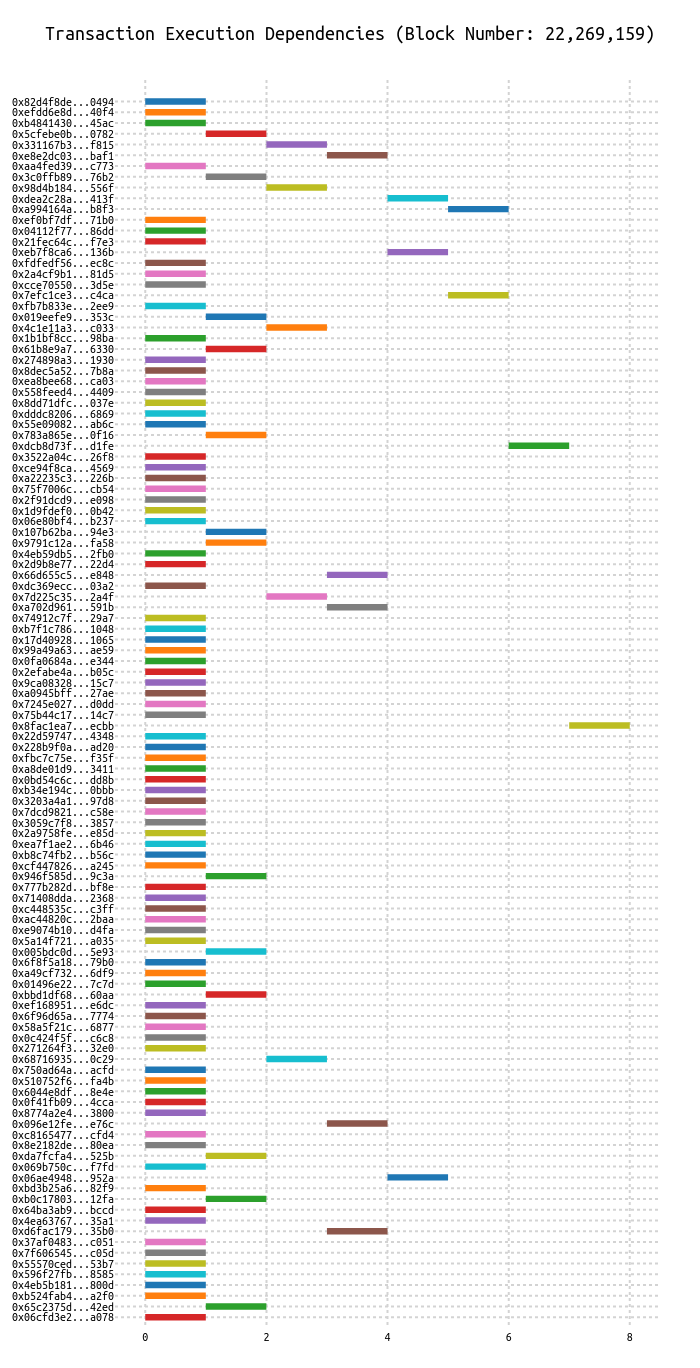 Transaction Execution Dependencies (Block Number: 22,269,159)
0x82d4f8de...0494
0xefdd6e8d...40f4
0xb4841430...45ac
0x5cfebe0b...0782
0x331167b3...f815
0xe8e2dc03...baf1
0xaa4fed39...c773
0x3c0ffb89...76b2
0x98d4b184...556f
0xdea2c28a...413f
0xa994164a...b8f3
0xef0bf7df...71b0
0x04112f77...86dd
0x21fec64c...f7e3
0xeb7f8ca6...136b
0xfdfedf56...ec8c
0x2a4cf9b1...81d5
0xcce70550...3d5e
0x7efc1ce3...c4ca
0xfb7b833e...2ee9
0x019eefe9...353c
0x4c1e11a3...c033
0x1b1bf8cc...98ba
0x61b8e9a7...6330
0x274898a3...1930
0x8dec5a52...7b8a
0xea8bee68...ca03
0x558feed4...4409
0x8dd71dfc...037e
0xdddc8206...6869
0x55e09082...ab6c
0x783a865e...0f16
0xdcb8d73f...d1fe
0x3522a04c...26f8
0xce94f8ca...4569
0xa22235c3...226b
0x75f7006c...cb54
0x2f91dcd9...e098
0x1d9fdef0...0b42
0x06e80bf4...b237
0x107b62ba...94e3
0x9791c12a...fa58
0x4eb59db5...2fb0
0x2d9b8e77...22d4
0x66d655c5...e848
0xdc369ecc...03a2
0x7d225c35...2a4f
0xa702d961...591b
0x74912c7f...29a7
0xb7f1c786...1048
0x17d40928...1065
0x99a49a63...ae59
0x0fa0684a...e344
0x2efabe4a...b05c
0x9ca08328...15c7
0xa0945bff...27ae
0x7245e027...d0dd
0x75b44c17...14c7
0x8fac1ea7...ecbb
0x22d59747...4348
0x228b9f0a...ad20
0xfbc7c75e...f35f
0xa8de01d9...3411
0x0bd54c6c...dd8b
0xb34e194c...0bbb
0x3203a4a1...97d8
0x7dcd9821...c58e
0x3059c7f8...3857
0x2a9758fe...e85d
0xea7f1ae2...6b46
0xb8c74fb2...b56c
0xcf447826...a245
0x946f585d...9c3a
0x777b282d...bf8e
0x71408dda...2368
0xc448535c...c3ff
0xac44820c...2baa
0xe9074b10...d4fa
0x5a14f721...a035
0x005bdc0d...5e93
0x6f8f5a18...79b0
0xa49cf732...6df9
0x01496e22...7c7d
0xbbd1df68...60aa
0xef168951...e6dc
0x6f96d65a...7774
0x58a5f21c...6877
0x0c424f5f...c6c8
0x271264f3...32e0
0x68716935...0c29
0x750ad64a...acfd
0x510752f6...fa4b
0x6044e8df...8e4e
0x0f41fb09...4cca
0x8774a2e4...3800
0x096e12fe...e76c
0xc8165477...cfd4
0x8e2182de...80ea
0xda7fcfa4...525b
0x069b750c...f7fd
0x06ae4948...952a
0xbd3b25a6...82f9
0xb0c17803...12fa
0x64ba3ab9...bccd
0x4ea63767...35a1
0xd6fac179...35b0
0x37af0483...c051
0x7f606545...c05d
0x55570ced...53b7
0x596f27fb...8585
0x4eb5b181...800d
0xb524fab4...a2f0
0x65c2375d...42ed
0x06cfd3e2...a078
0 2 4 6 8